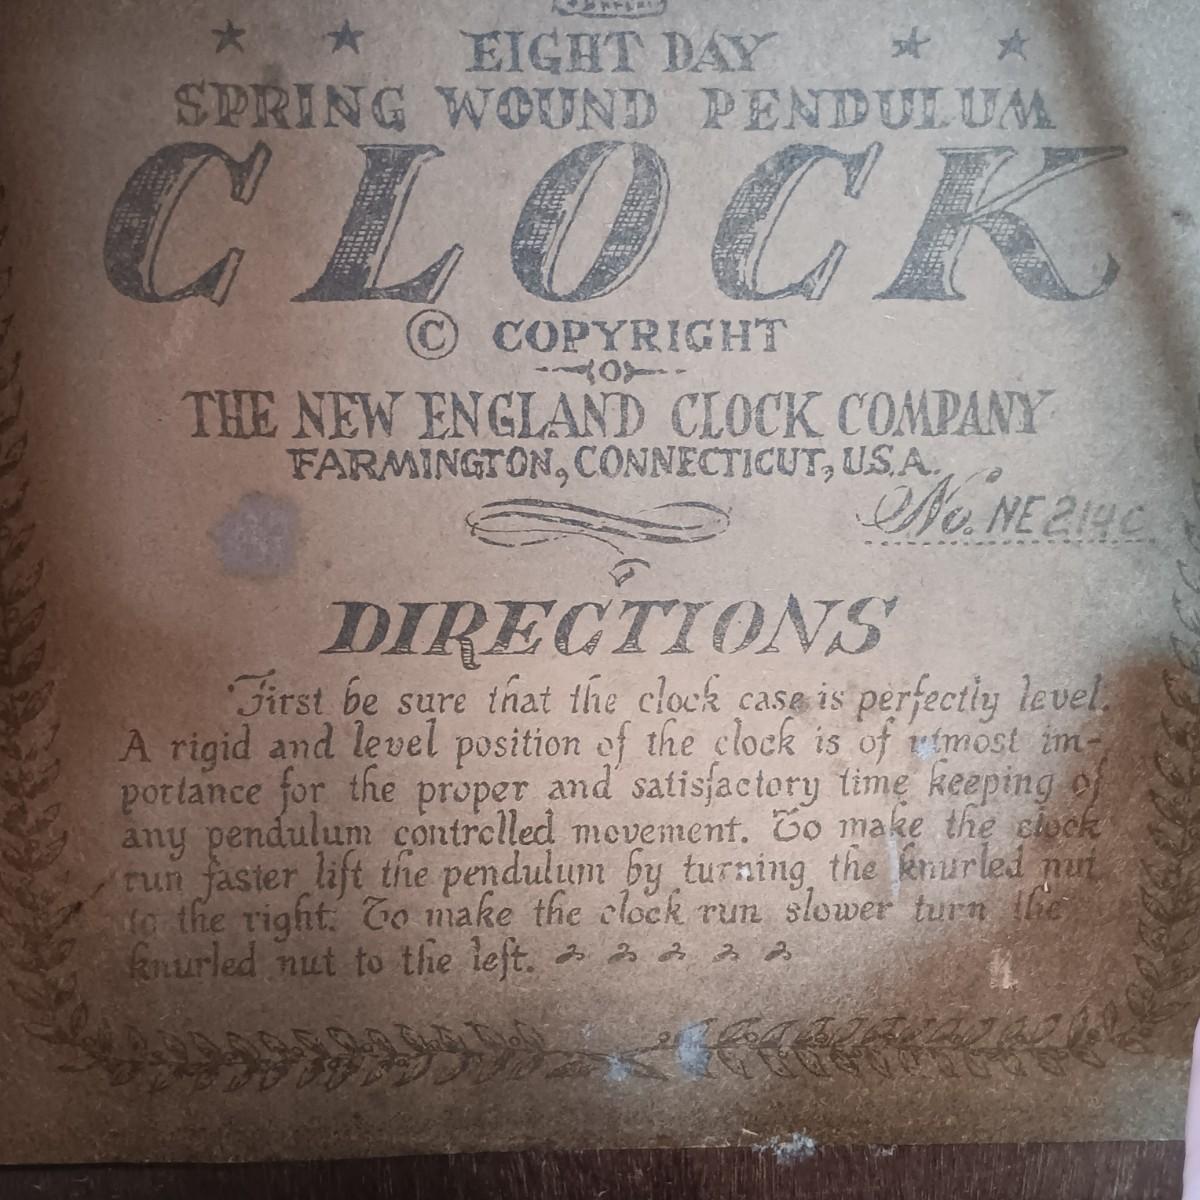 EIGHT DAY
SPRING WOUND PENDULUM
CLOCK
© COPYRIGHT
THE NEW ENGLAND CLOCK COMPANY
FARMINGTON, CONNECTICUT, U.S.A.
No. NE 214C
DIRECTIONS
First be sure that the clock case is perfectly level.
A rigid and level position of the clock is of utmost im-
portance for the proper and satisfactory time keeping of
any pendulum controlled movement. To make the clock
run faster lift the pendulum by turning the knurled nut
to the right. To make the clock run slower turn the
knurled nut to the left.